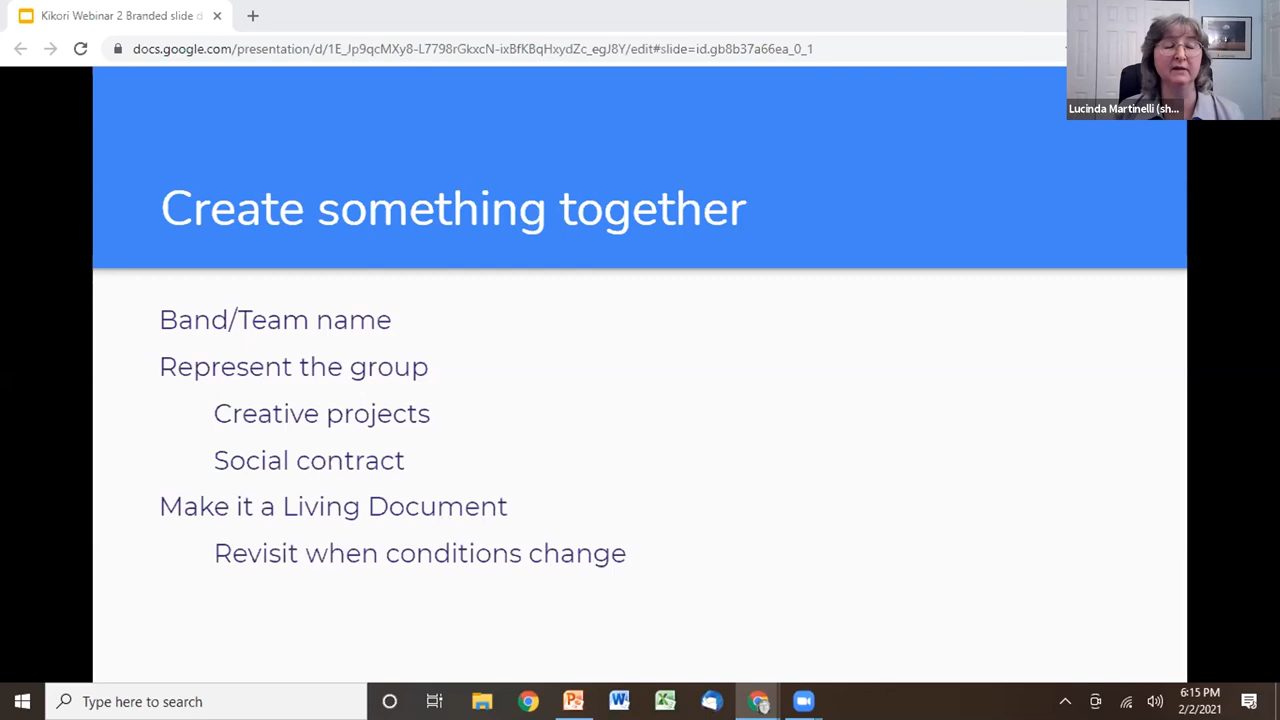 Kikori Webinar 2 Branded slide d
docs.google.com/presentation/d/1E_Jp9qcMXy8-L7798rGkxcN-ixBfKBqHxydZc_egJ8Y/edit#slide=id.gb8b37a66ea_0_1
Lucinda Martinelli (sh...
Create something together
Band/Team name
Represent the group
Creative projects
Social contract
Make it a Living Document
Revisit when conditions change
Type here to search
6:15 PM
2/2/2021